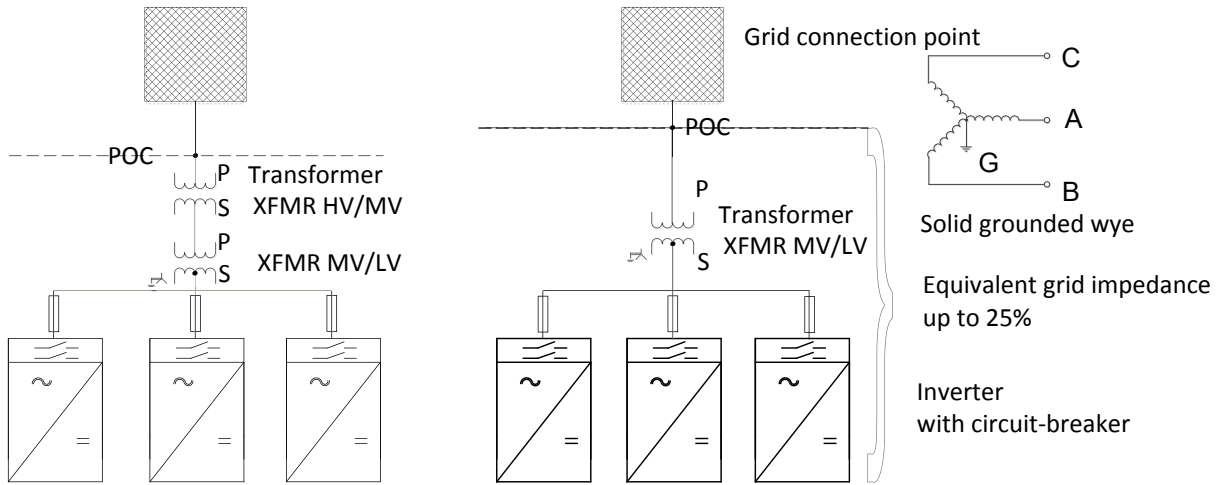 Grid connection point
C
A
G
B
Solid grounded wye
POC
P
Transformer
S
XFMR HV/MV
P
S
XFMR MV/LV
POC
P
Transformer
XFMR MV/LV
S
Equivalent grid impedance
up to 25%
Inverter
with circuit-breaker